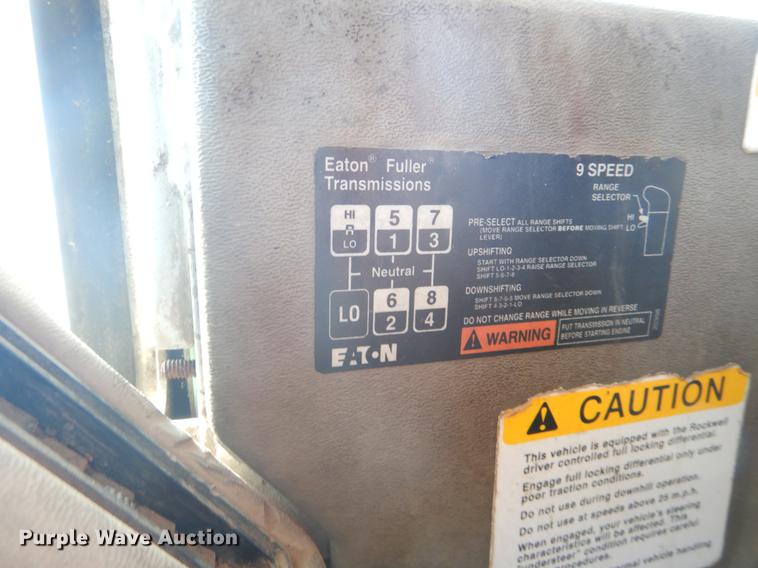 Eaton® Fuller®
Transmissions
9 SPEED
RANGE
SELECTOR
HI
LO
HI 5 7
R
LO 1 3
Neutral
LO 6 8
2 4
PRE-SELECT ALL RANGE SHIFTS
(MOVE RANGE SELECTOR BEFORE MOVING SHIFT
LEVER)
UPSHIFTING
START WITH RANGE SELECTOR DOWN
SHIFT LO-1-2-3-4 RAISE RANGE SELECTOR
SHIFT 5-6-7-8
DOWNSHIFTING
SHIFT 8-7-6-5 MOVE RANGE SELECTOR DOWN
SHIFT 4-3-2-1-LO
DO NOT CHANGE RANGE WHILE MOVING IN REVERSE
WARNING
PUT TRANSMISSION IN NEUTRAL
BEFORE STARTING ENGINE
EATON
CAUTION
This vehicle is equipped with the Rockwell
driver controlled full locking differential.
Engage full locking differential only under
poor traction conditions.
Do not use during downhill operation.
Do not use at speeds above 25 m.p.h.
When engaged, your vehicle's steering
characteristics will be affected. This
"understeer" condition requires careful
normal vehicle handling
procedures.
Purple Wave Auction